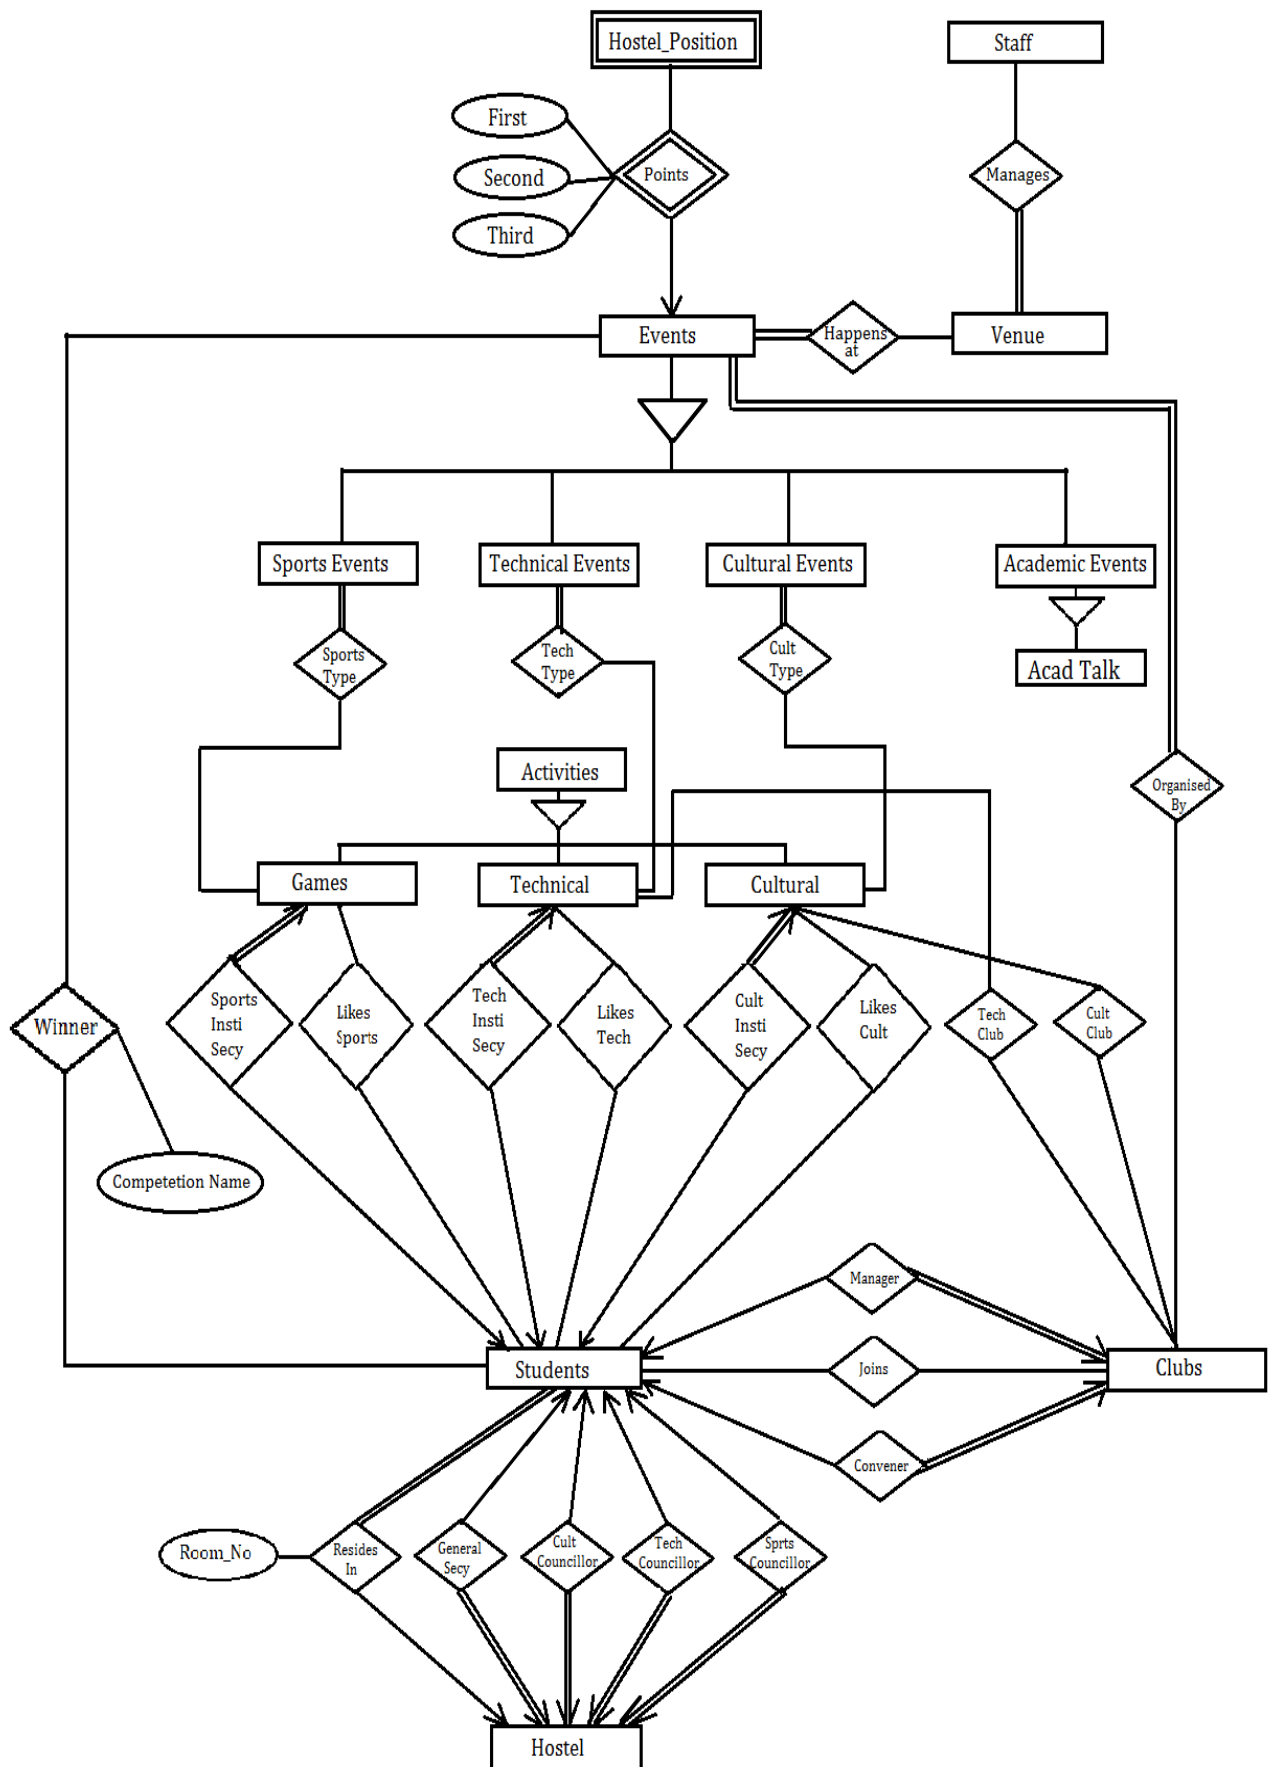 Hostel_Position
Staff
First
Second
Third
Points
Manages
Events
Happens
at
Venue
Sports Events
Technical Events
Cultural Events
Academic Events
Sports
Type
Tech
Type
Cult
Type
Acad Talk
Activities
Organised
By
Games
Technical
Cultural
Winner
Sports
Insti
Secy
Likes
Sports
Tech
Insti
Secy
Likes
Tech
Cult
Insti
Secy
Likes
Cult
Tech
Club
Cult
Club
Competetion Name
Manager
Students
Joins
Clubs
Convener
Room_No
Resides
In
General
Secy
Cult
Councillor
Tech
Councillor
Sprts
Councillor
Hostel